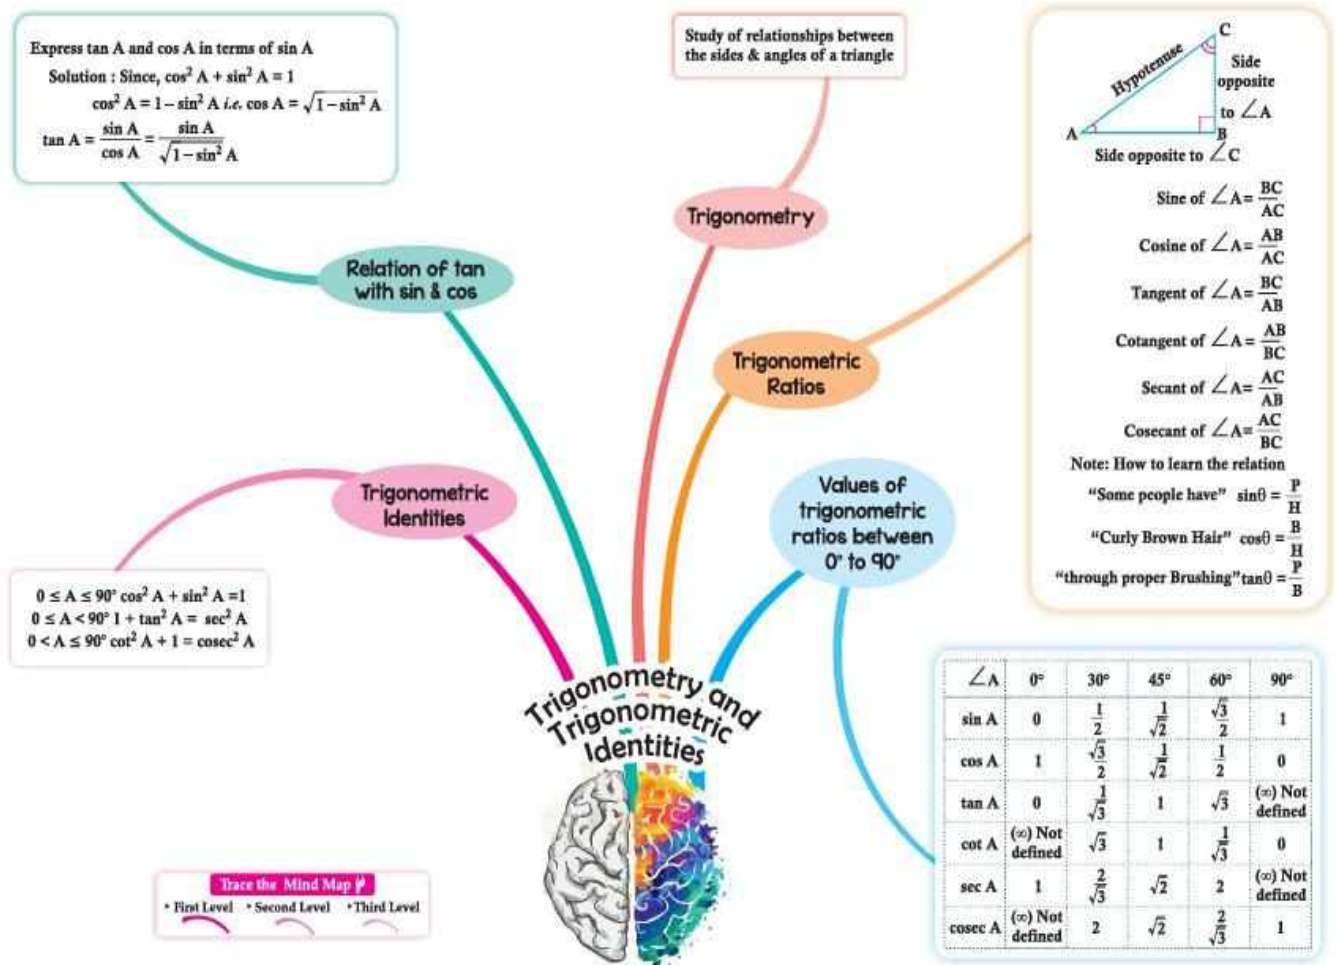 Express tan A and cos A in terms of sin A
Solution : Since, cos² A + sin² A = 1
cos² A = 1 – sin² A i.e. cos A = √1 – sin² A
tan A = sin A / cos A = sin A / √1 – sin² A
Relation of tan
with sin & cos
Study of relationships between
the sides & angles of a triangle
Trigonometry
Trigonometric
Ratios
C
Hypotenuse
Side
opposite
to ∠A
A
B
Side opposite to ∠C
Sine of ∠A= BC/AC
Cosine of ∠A= AB/AC
Tangent of ∠A= BC/AB
Cotangent of ∠A= AB/BC
Secant of ∠A= AC/AB
Cosecant of ∠A= AC/BC
Note: How to learn the relation
“Some people have” sinθ = P/H
“Curly Brown Hair” cosθ = B/H
“through proper Brushing” tanθ = P/B
Trigonometric
Identities
0 ≤ A ≤ 90° cos² A + sin² A =1
0 ≤ A < 90° 1 + tan² A = sec² A
0 < A ≤ 90° cot² A + 1 = cosec² A
Values of
trigonometric
ratios between
0° to 90°
∠A 0° 30° 45° 60° 90°
sin A 0 1/2 1/√2 √3/2 1
cos A 1 √3/2 1/√2 1/2 0
tan A 0 1/√3 1 √3 (∞) Not defined
cot A (∞) Not defined √3 1 1/√3 0
sec A 1 2/√3 √2 2 (∞) Not defined
cosec A (∞) Not defined 2 √2 2/√3 1
Trigonometry and
Trigonometric
Identities
Trace the Mind Map
• First Level • Second Level • Third Level